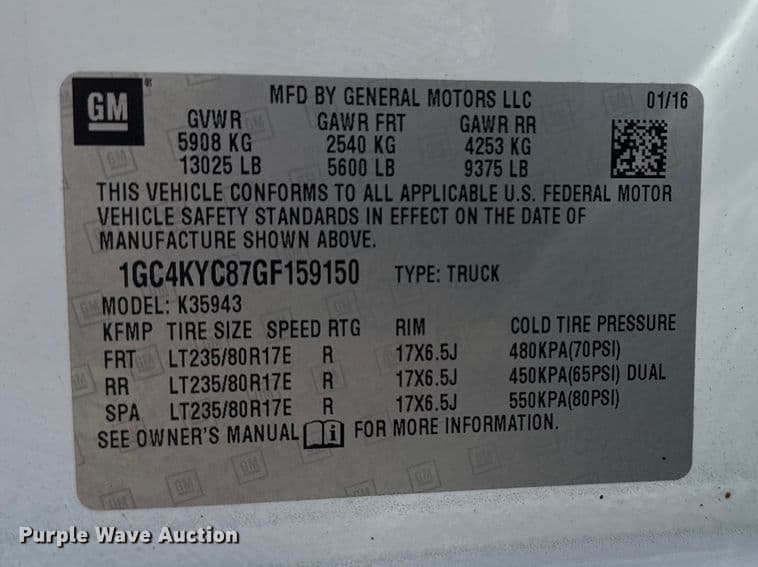 GM
MFD BY GENERAL MOTORS LLC 01/16
GVWR GAWR FRT GAWR RR
5908 KG 2540 KG 4253 KG
13025 LB 5600 LB 9375 LB
THIS VEHICLE CONFORMS TO ALL APPLICABLE U.S. FEDERAL MOTOR
VEHICLE SAFETY STANDARDS IN EFFECT ON THE DATE OF
MANUFACTURE SHOWN ABOVE.
1GC4KYC87GF159150 TYPE: TRUCK
MODEL: K35943
KFMP TIRE SIZE SPEED RTG RIM COLD TIRE PRESSURE
FRT LT235/80R17E R 17X6.5J 480KPA(70PSI)
RR LT235/80R17E R 17X6.5J 450KPA(65PSI) DUAL
SPA LT235/80R17E R 17X6.5J 550KPA(80PSI)
SEE OWNER'S MANUAL i FOR MORE INFORMATION.
Purple Wave Auction